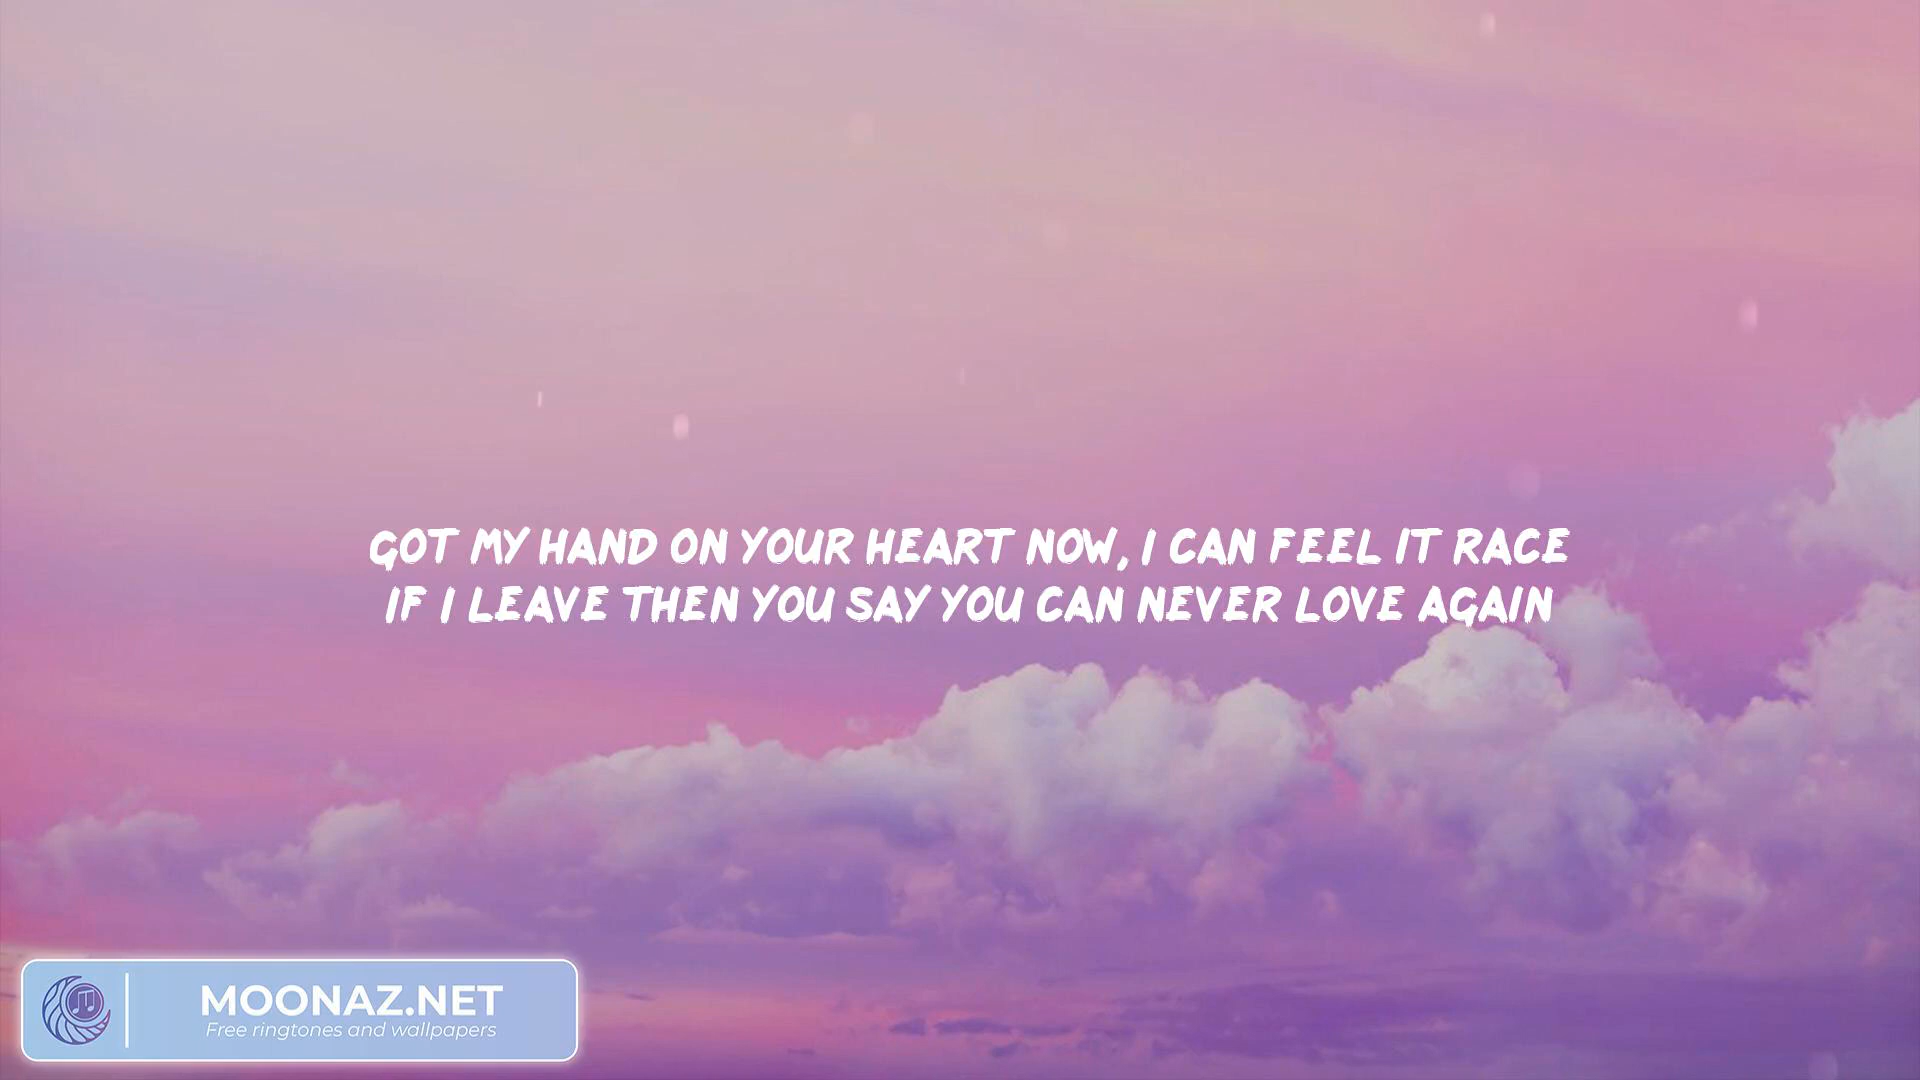 GOT MY HAND ON YOUR HEART NOW, I CAN FEEL IT RACE
IF I LEAVE THEN YOU SAY YOU CAN NEVER LOVE AGAIN
MOONAZ.NET
Free ringtones and wallpapers